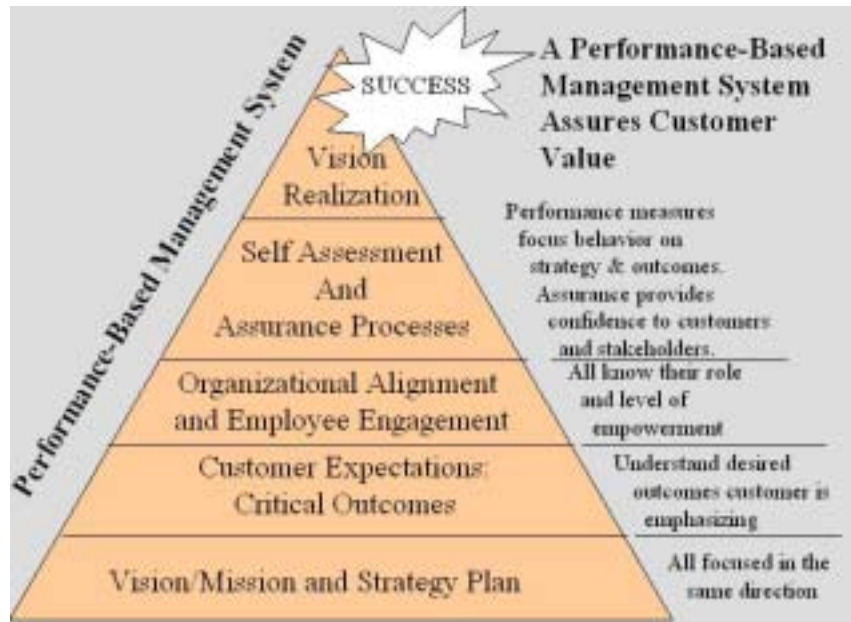 Performance-Based Management System
SUCCESS
A Performance-Based
Management System
Assures Customer
Value
Vision
Realization
Self Assessment
And
Assurance Processes
Performance measures
focus behavior on
strategy & outcomes.
Assurance provides
confidence to customers
and stakeholders.
Organizational Alignment
and Employee Engagement
All know their role
and level of
empowerment
Customer Expectations:
Critical Outcomes
Understand desired
outcomes customer is
emphasizing
Vision/Mission and Strategy Plan
All focused in the
same direction